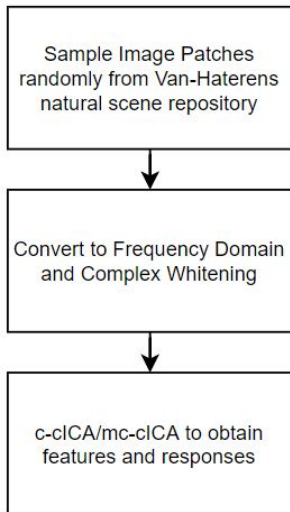 Sample Image Patches
randomly from Van-Haterens
natural scene repository
Convert to Frequency Domain
and Complex Whitening
c-cICA/mc-cICA to obtain
features and responses